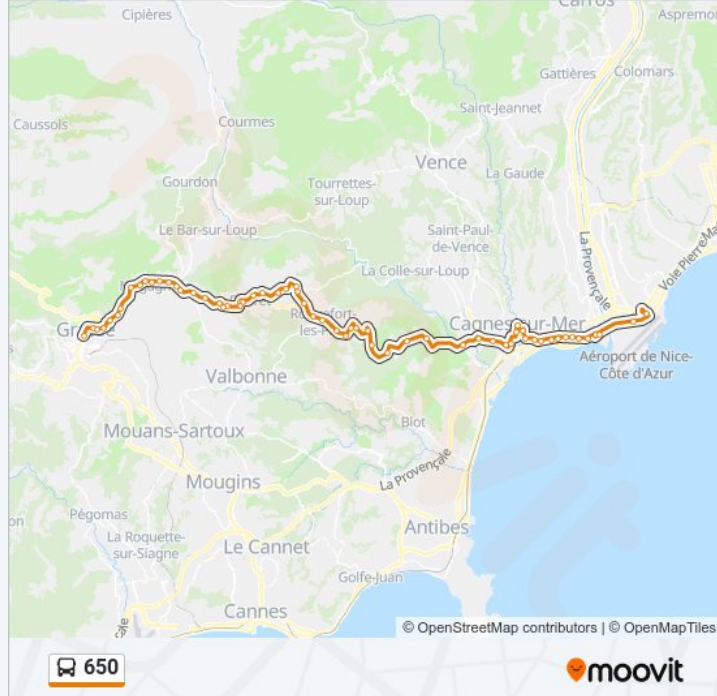 Carros
Cipières
Aspremon
Gattières
Colomars
Saint-Jeannet
Caussols
Courmes
Vence
La Gaude
Gourdon
Tourrettes-
sur-Loup
Le Bar-sur-Loup
Saint-Paul-
de-Vence
La Provençale
Voie Pierre-Ma
La Colle-sur-Loup
Cagnes-sur-Mer
Aéroport de Nice-
Côte d'Azur
Valbonne
Biot
Mouans-Sartoux
La Provençale
Mougins
Pégomas
Antibes
La Roquette-
sur-Siagne
Le Cannet
Golfe-Juan
Cannes
© OpenStreetMap contributors | © OpenMapTiles
650
moovit